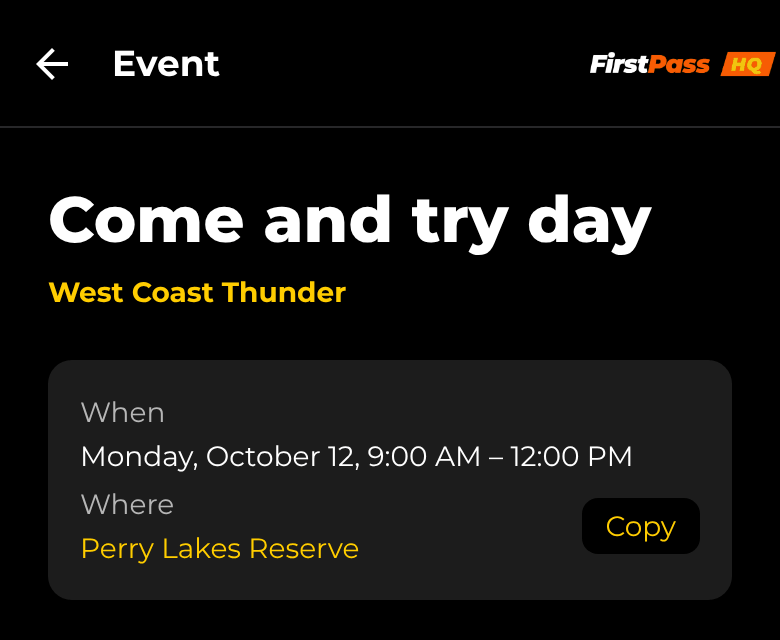 Event
FirstPass HQ
Come and try day
West Coast Thunder
When
Monday, October 12, 9:00 AM – 12:00 PM
Where
Perry Lakes Reserve
Copy